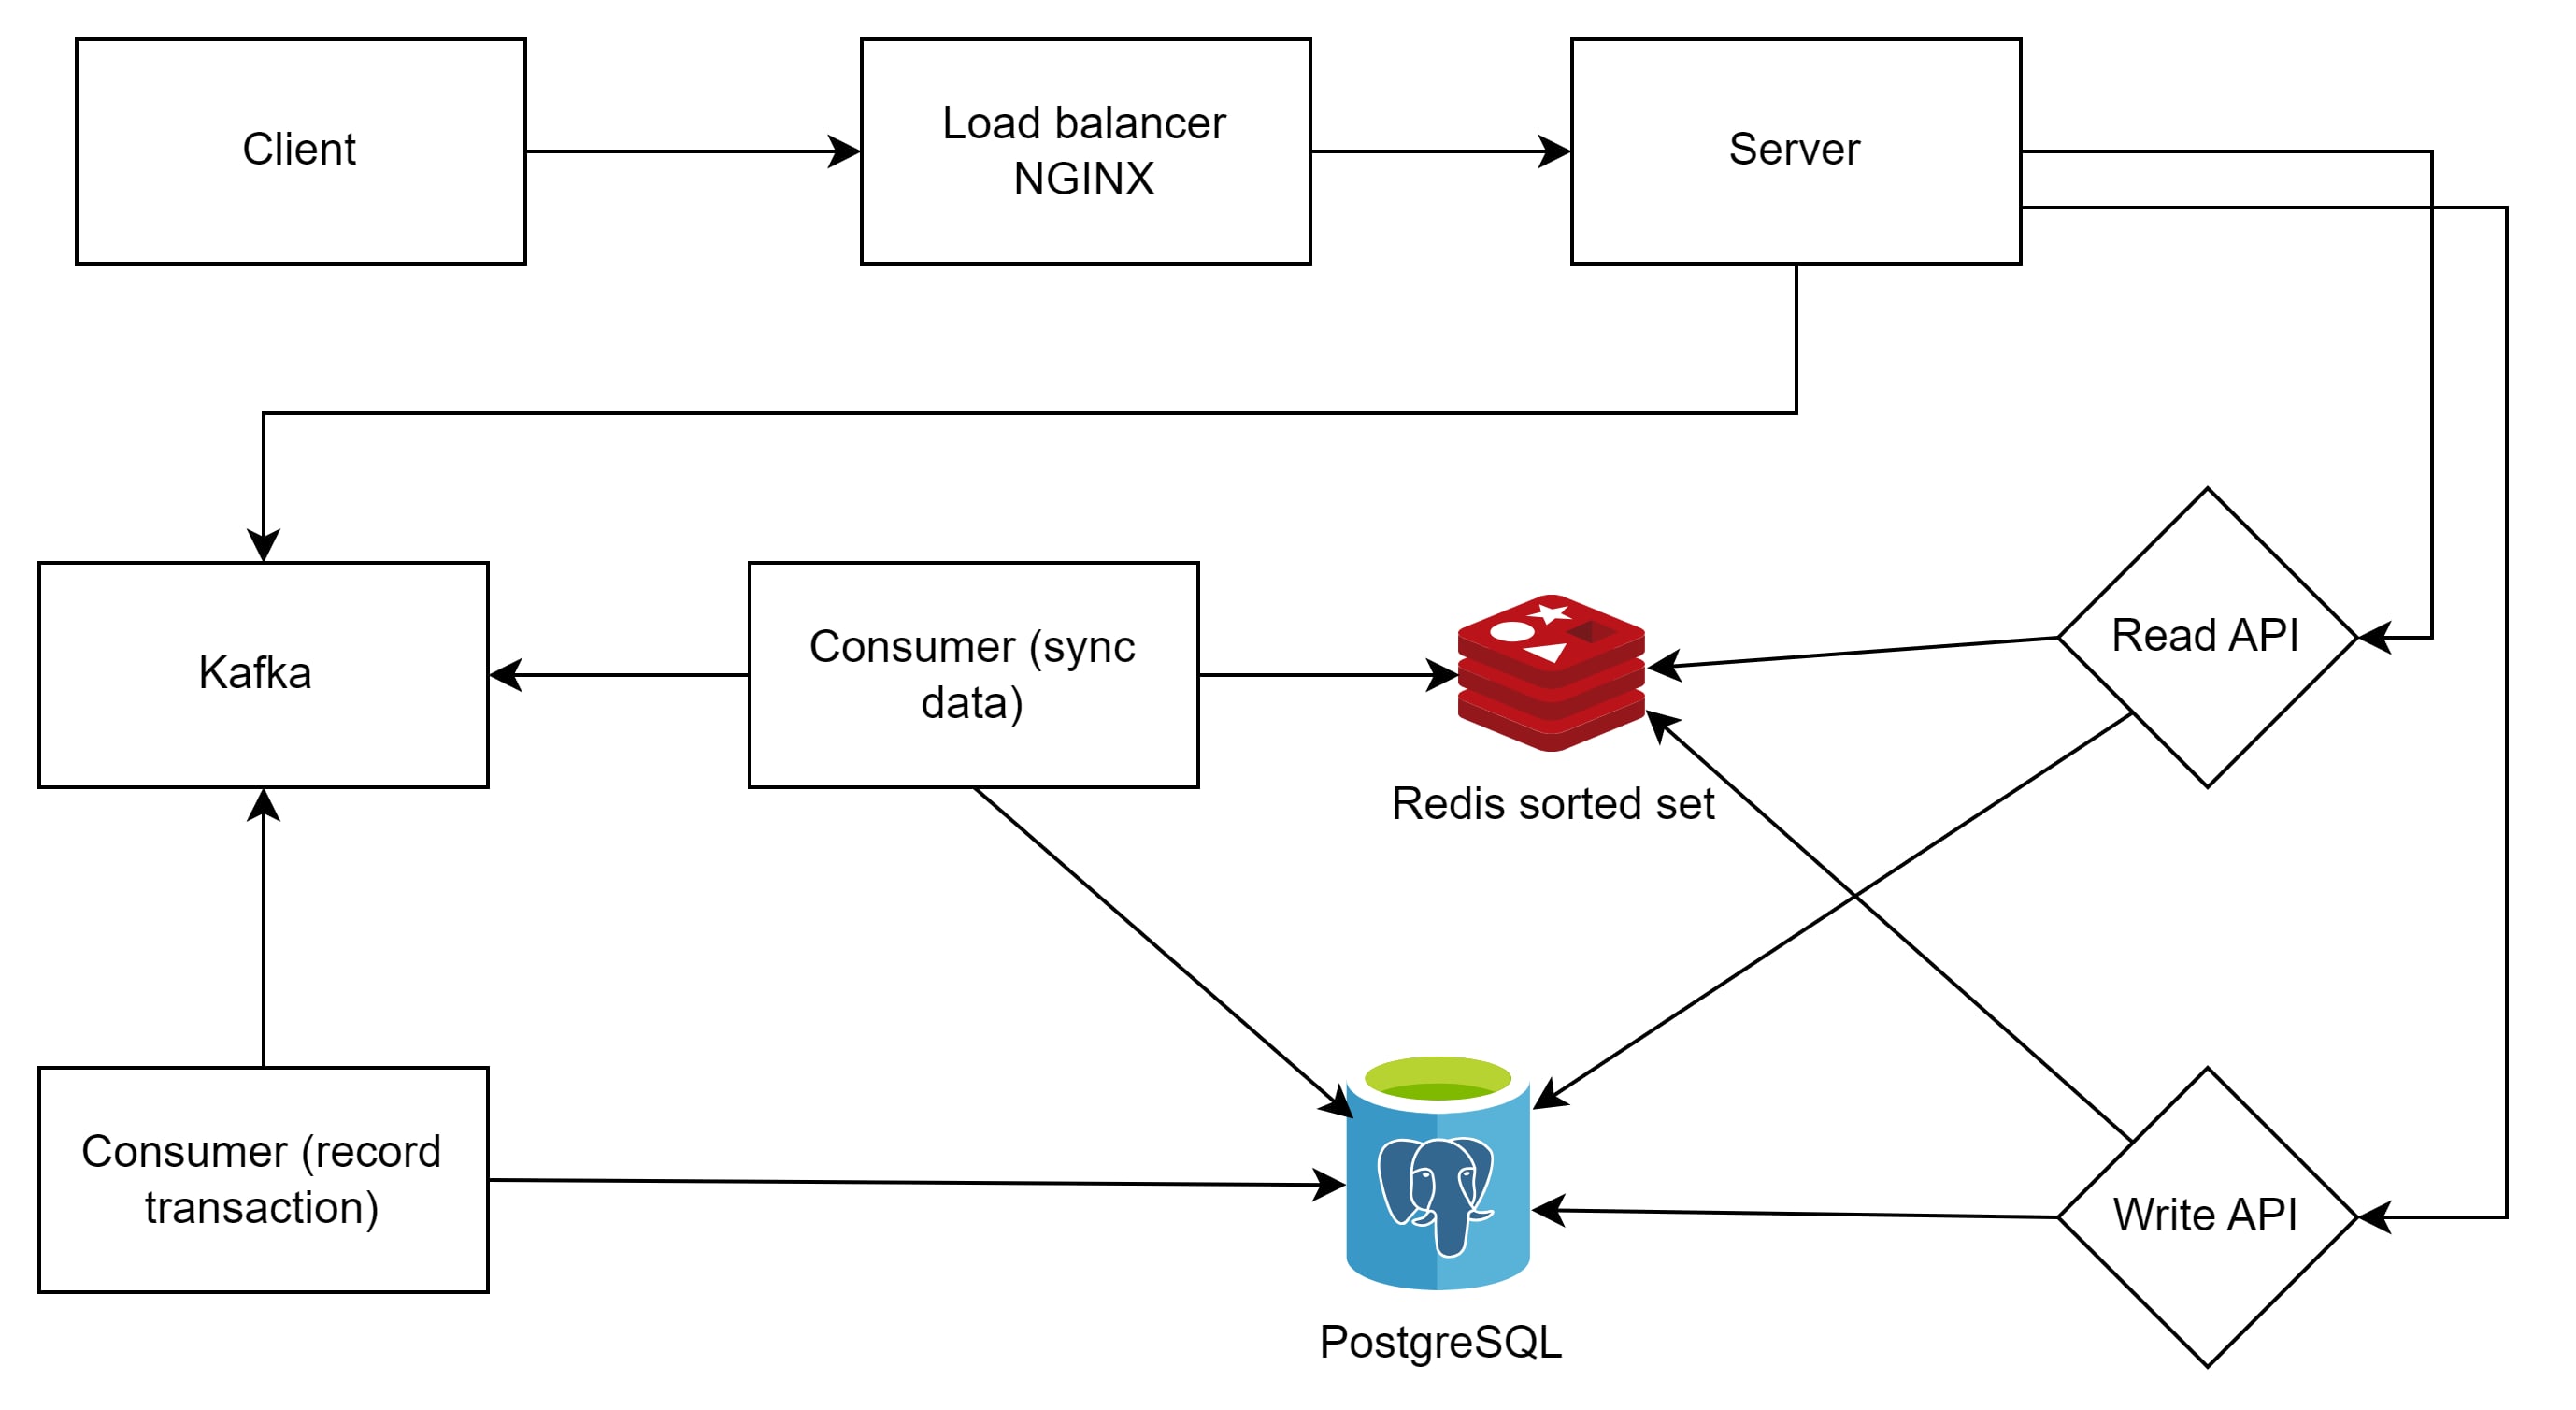 Client
Load balancer
NGINX
Server
Kafka
Consumer (sync
data)
Redis sorted set
Read API
Consumer (record
transaction)
PostgreSQL
Write API